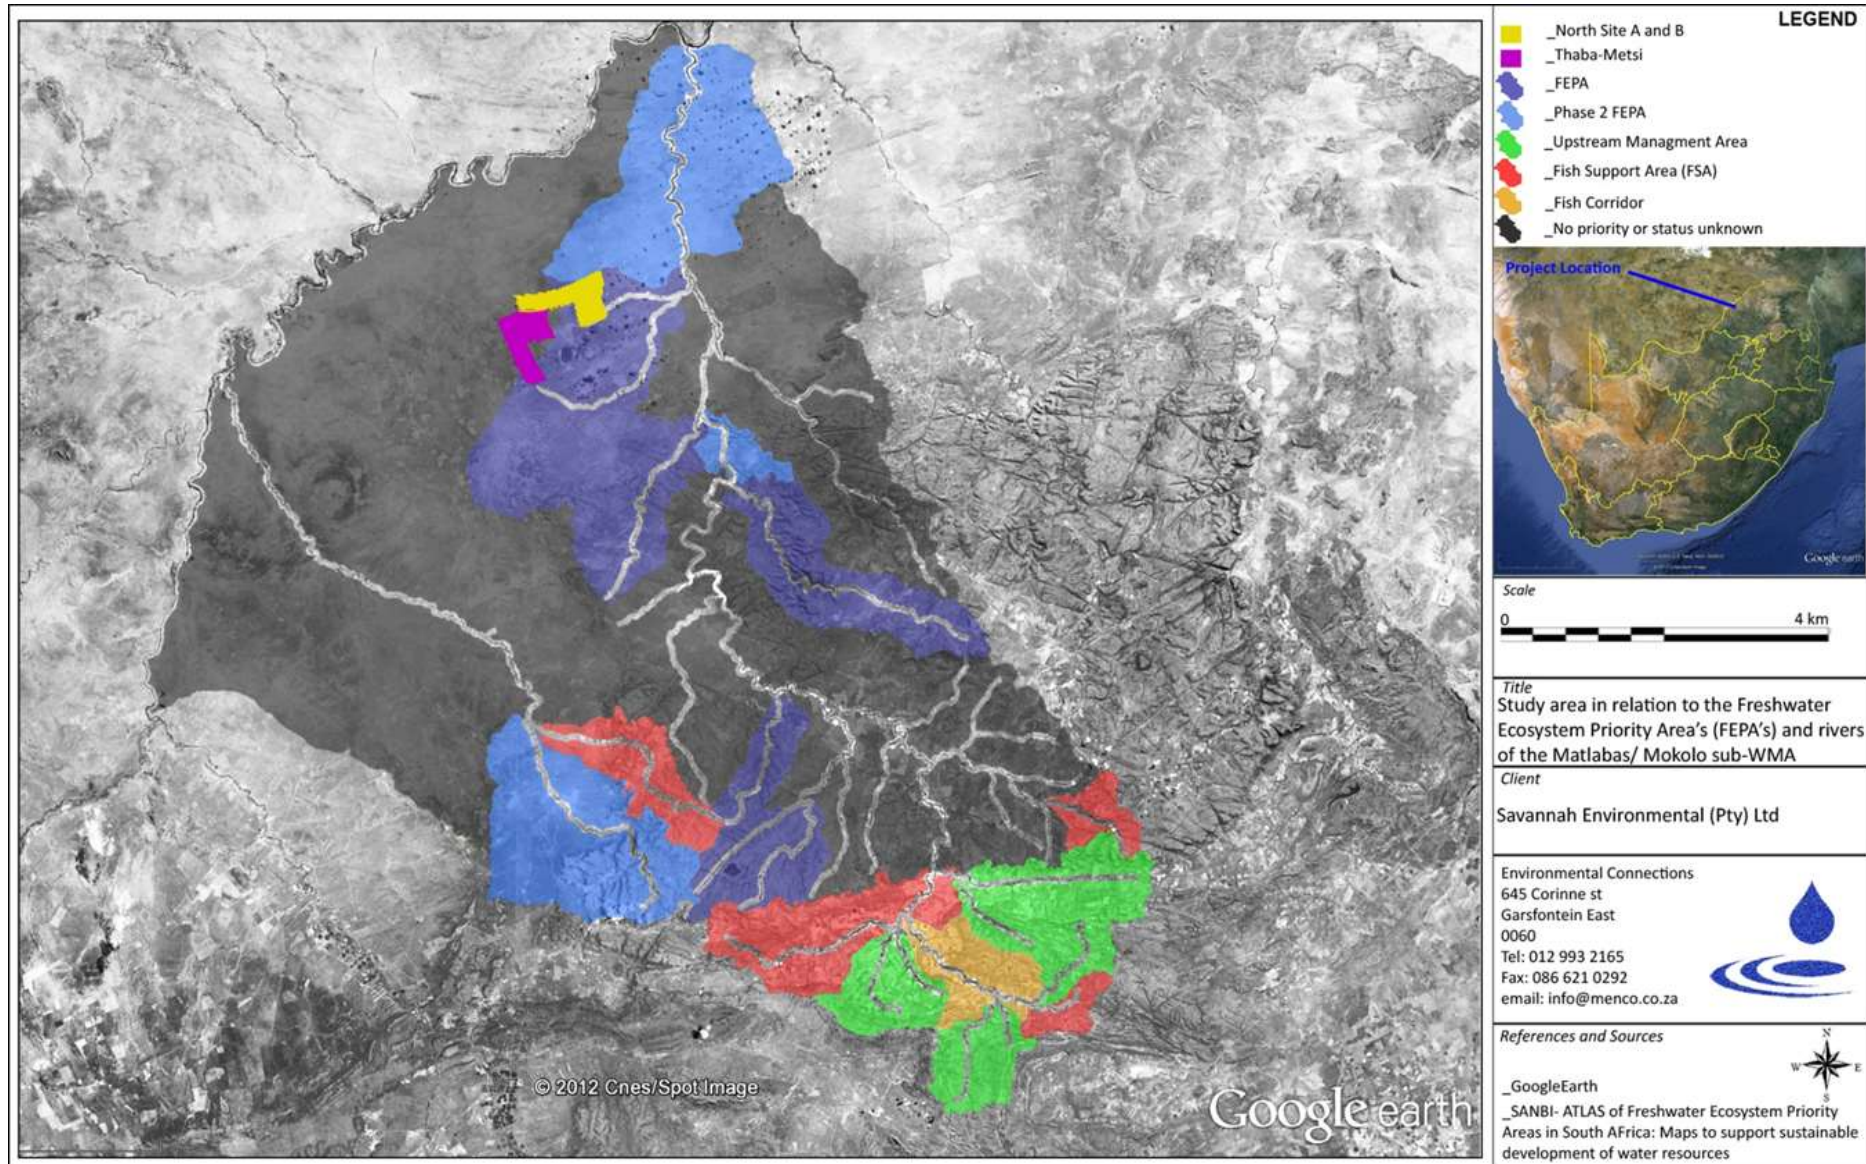 LEGEND
_North Site A and B
_Thaba-Metsi
_FEPA
_Phase 2 FEPA
_Upstream Managment Area
_Fish Support Area (FSA)
_Fish Corridor
_No priority or status unknown
Project Location
Google earth
Scale
0 4 km
Title
Study area in relation to the Freshwater
Ecosystem Priority Area's (FEPA's) and rivers
of the Matlabas/ Mokolo sub-WMA
Client
Savannah Environmental (Pty) Ltd
Environmental Connections
645 Corinne st
Garsfontein East
0060
Tel: 012 993 2165
Fax: 086 621 0292
email: info@menco.co.za
References and Sources
N
W E
S
_GoogleEarth
_SANBI- ATLAS of Freshwater Ecosystem Priority
Areas in South AFrica: Maps to support sustainable
development of water resources
© 2012 Cnes/Spot Image
Google earth